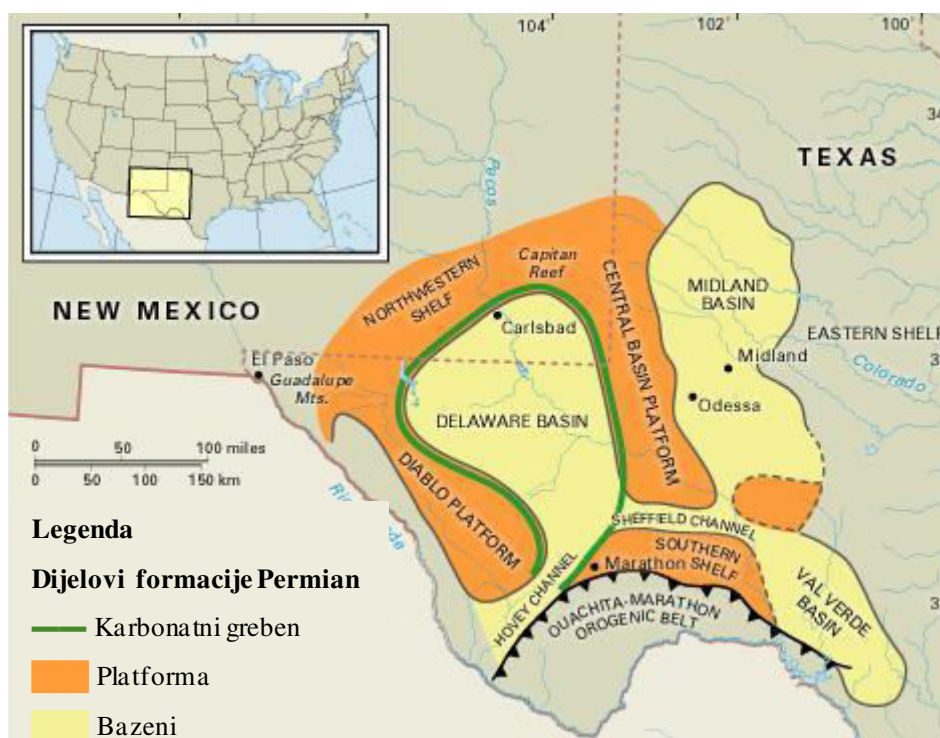 104°
102°
100°
34
TEXAS
Pecos
Capitan
Reef
NORTHWESTERN
SHELF
CENTRAL BASIN PLATFORM
MIDLAND
BASIN
NEW MEXICO
Carlsbad
EASTERN SHELF
Midland
Colorado
El Paso
Guadalupe
Mts.
Odessa
DELAWARE BASIN
0 50 100 miles
0 50 100 150 km
DIABLO PLATFORM
SHEFFIELD CHANNEL
SOUTHERN
SHELF
Marathon
HOVEY CHANNEL
OUACHITA-MARATHON
OROGENIC BELT
VAL VERDE
BASIN
Legenda
Dijelovi formacije Permian
Karbonatni greben
Platforma
Bazeni